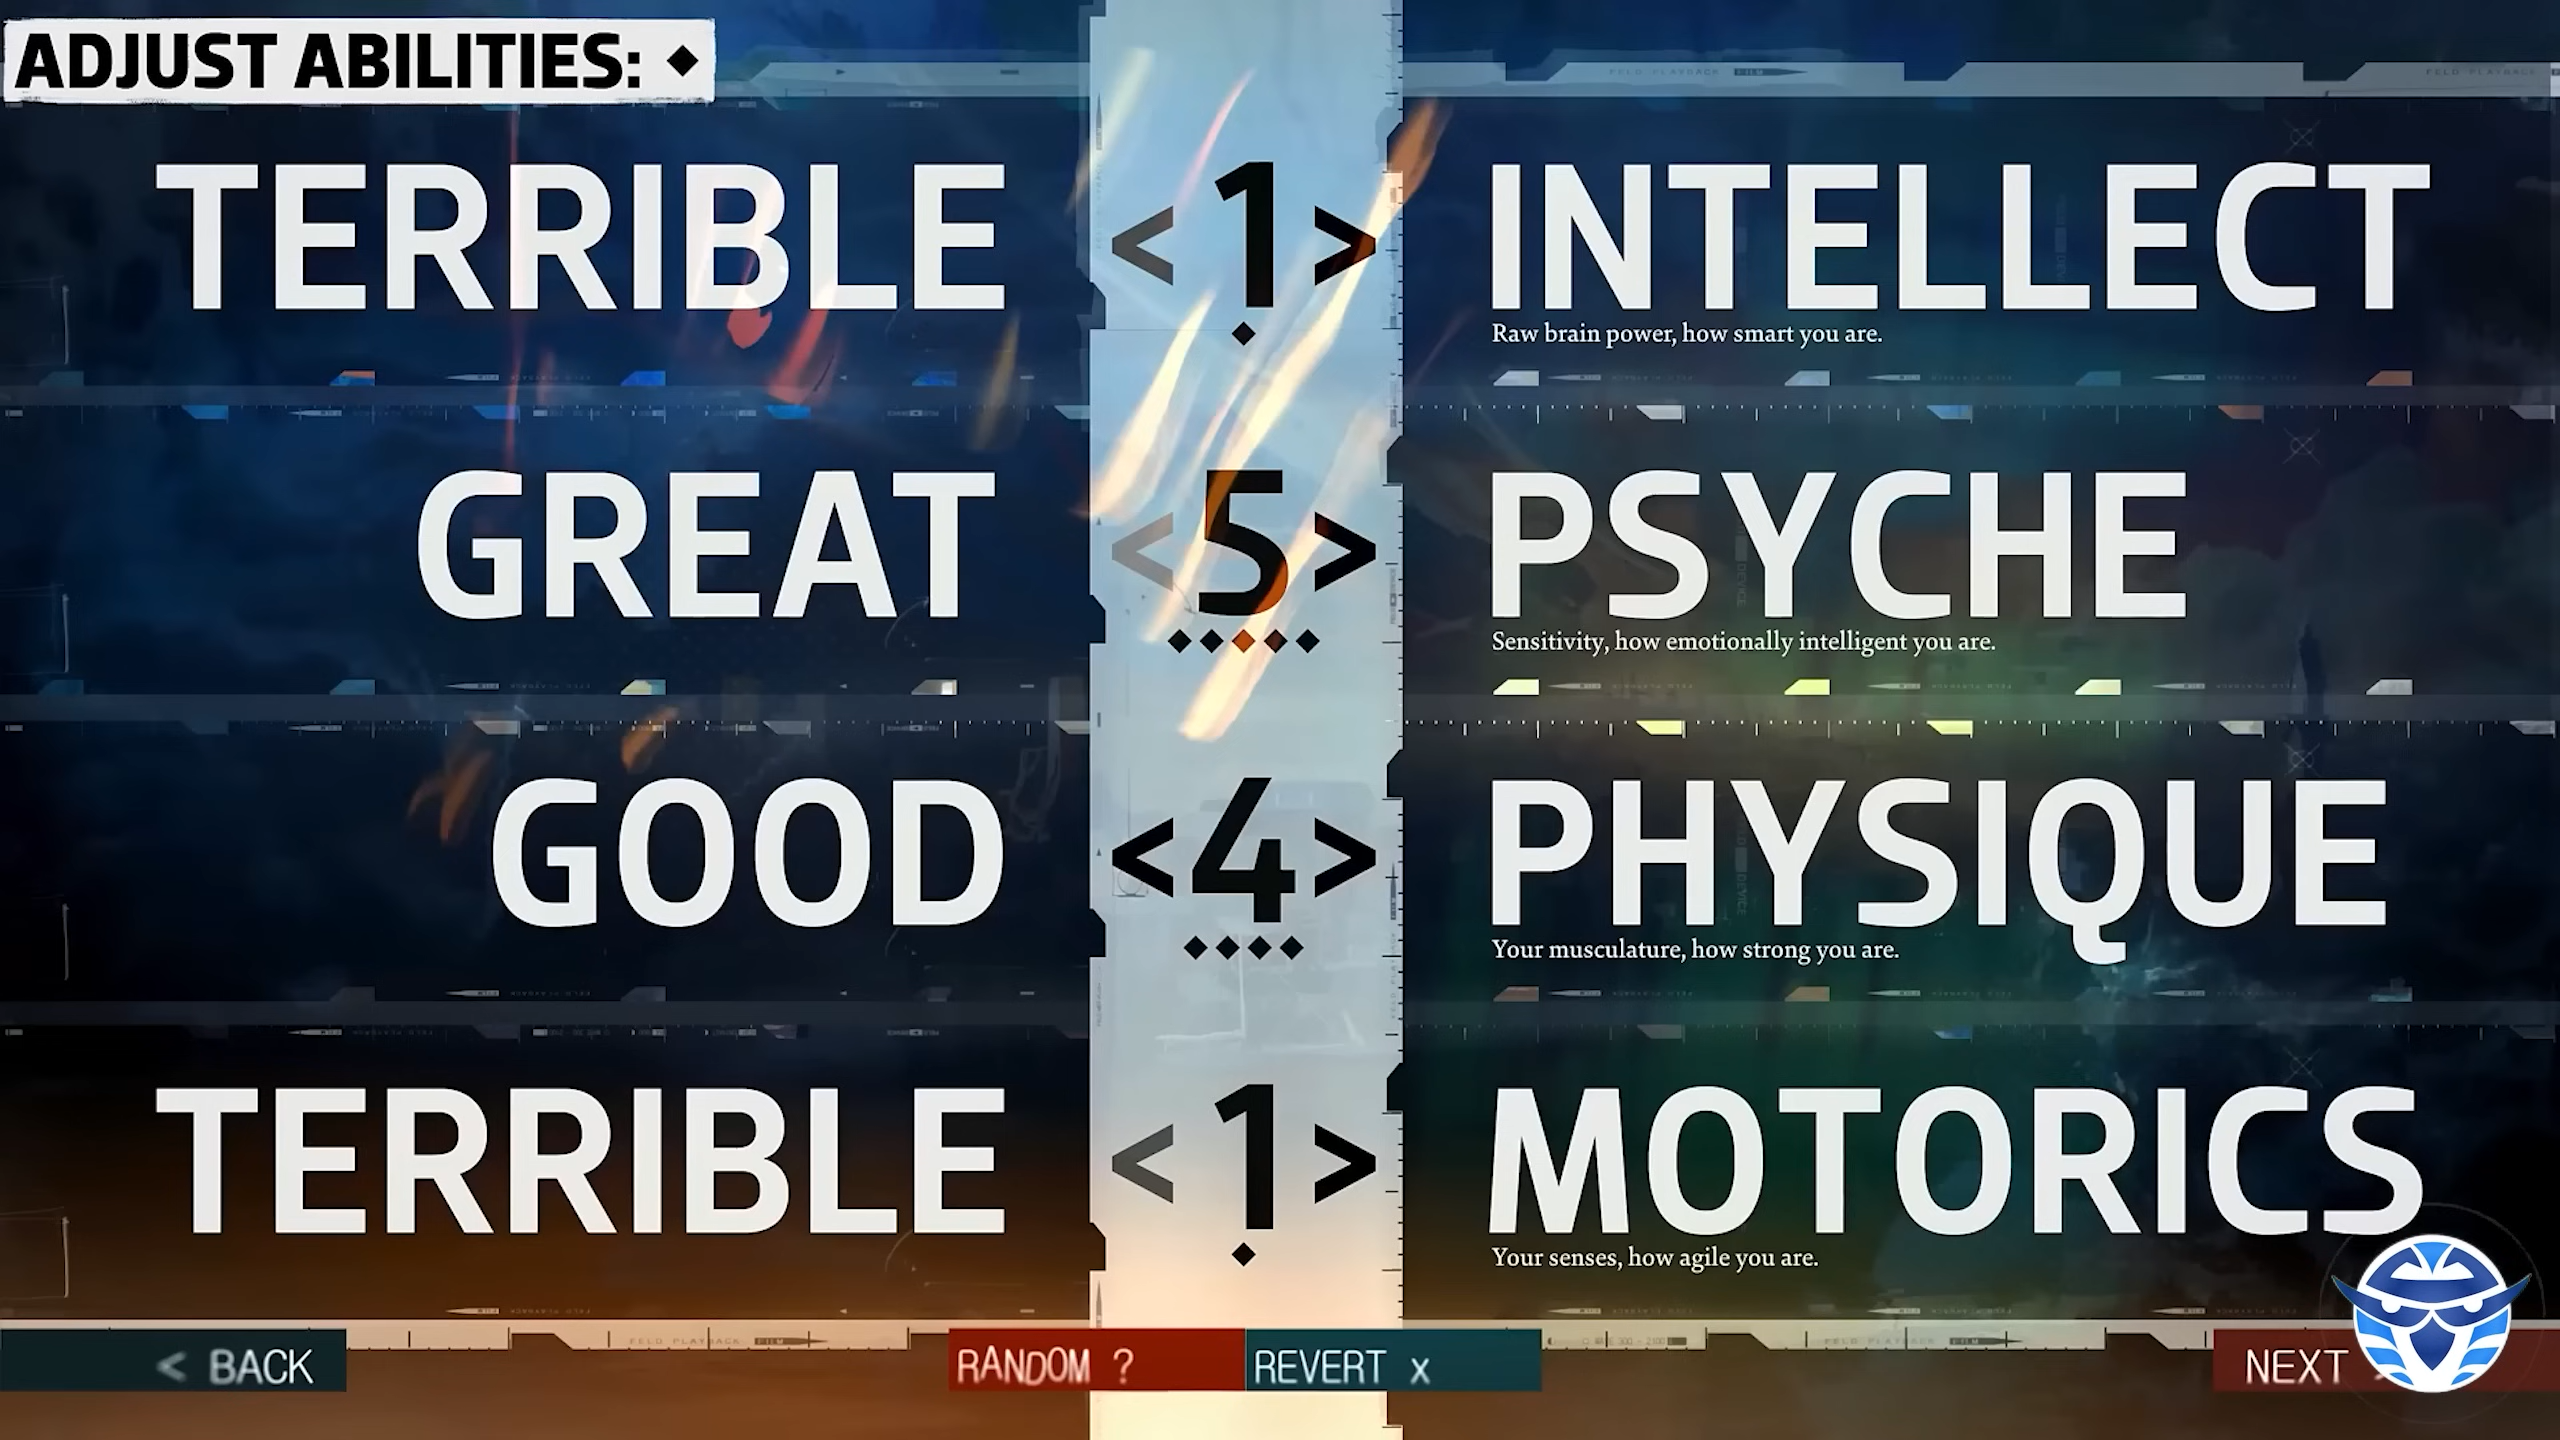 ADJUST ABILITIES: ◆
TERRIBLE < 1 > INTELLECT
Raw brain power, how smart you are.
GREAT < 5 > PSYCHE
Sensitivity, how emotionally intelligent you are.
GOOD < 4 > PHYSIQUE
Your musculature, how strong you are.
TERRIBLE < 1 > MOTORICS
Your senses, how agile you are.
< BACK
RANDOM ?
REVERT x
NEXT